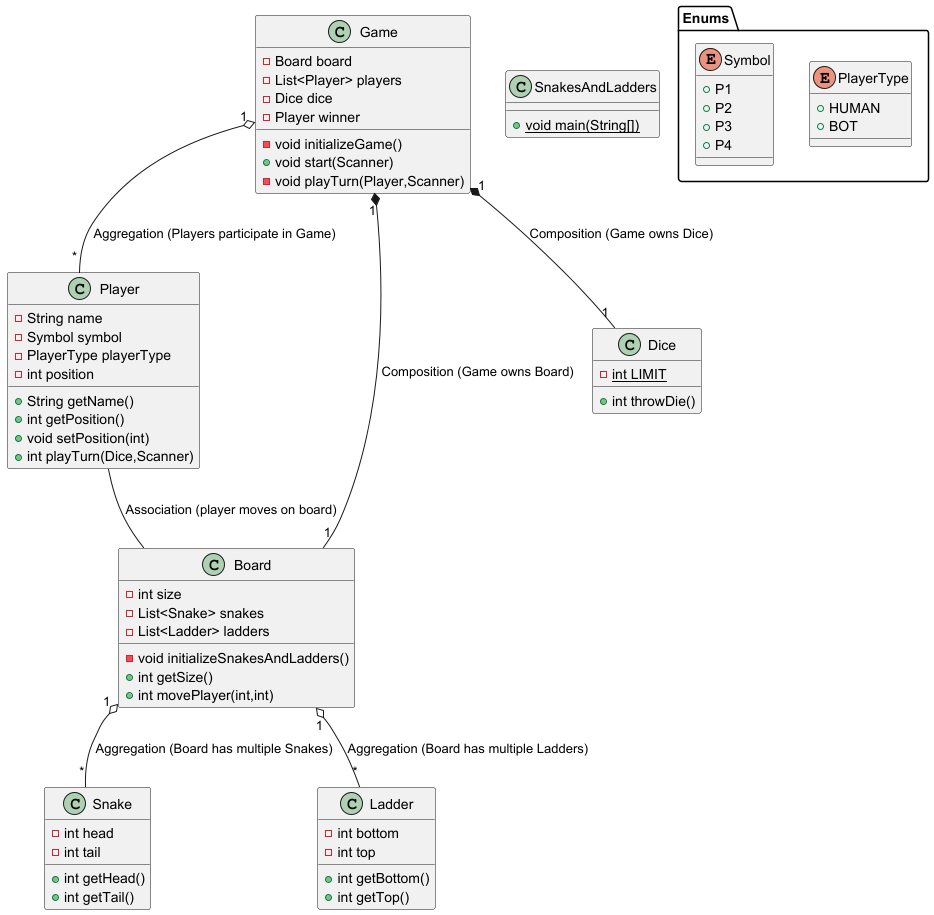 C Game
Board board
List<Player> players
Dice dice
Player winner
void initializeGame()
void start(Scanner)
void playTurn(Player,Scanner)
C SnakesAndLadders
void main(String[])
Enums
E Symbol
P1
P2
P3
P4
E PlayerType
HUMAN
BOT
1
1
1
Aggregation (Players participate in Game)
*
Composition (Game owns Dice)
1
C Player
String name
Symbol symbol
PlayerType playerType
int position
String getName()
int getPosition()
void setPosition(int)
int playTurn(Dice,Scanner)
C Dice
int LIMIT
int throwDie()
Composition (Game owns Board)
Association (player moves on board)
1
C Board
int size
List<Snake> snakes
List<Ladder> ladders
void initializeSnakesAndLadders()
int getSize()
int movePlayer(int,int)
1
1
Aggregation (Board has multiple Snakes)
Aggregation (Board has multiple Ladders)
*
*
C Snake
int head
int tail
int getHead()
int getTail()
C Ladder
int bottom
int top
int getBottom()
int getTop()